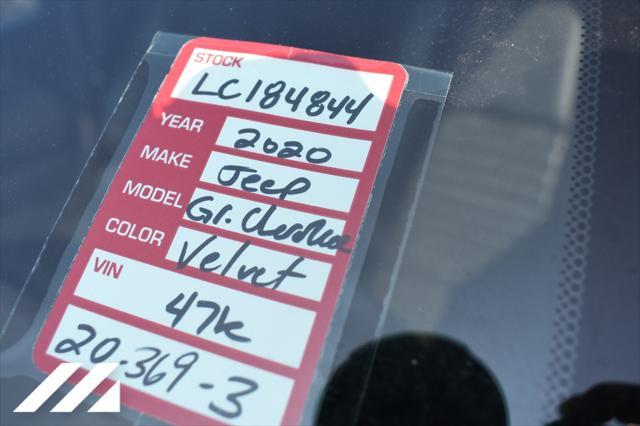 STOCK
LC184844
YEAR 2020
MAKE Jeep
MODEL Gr. Cherokee
COLOR Velvet
VIN
47k
20-369-3